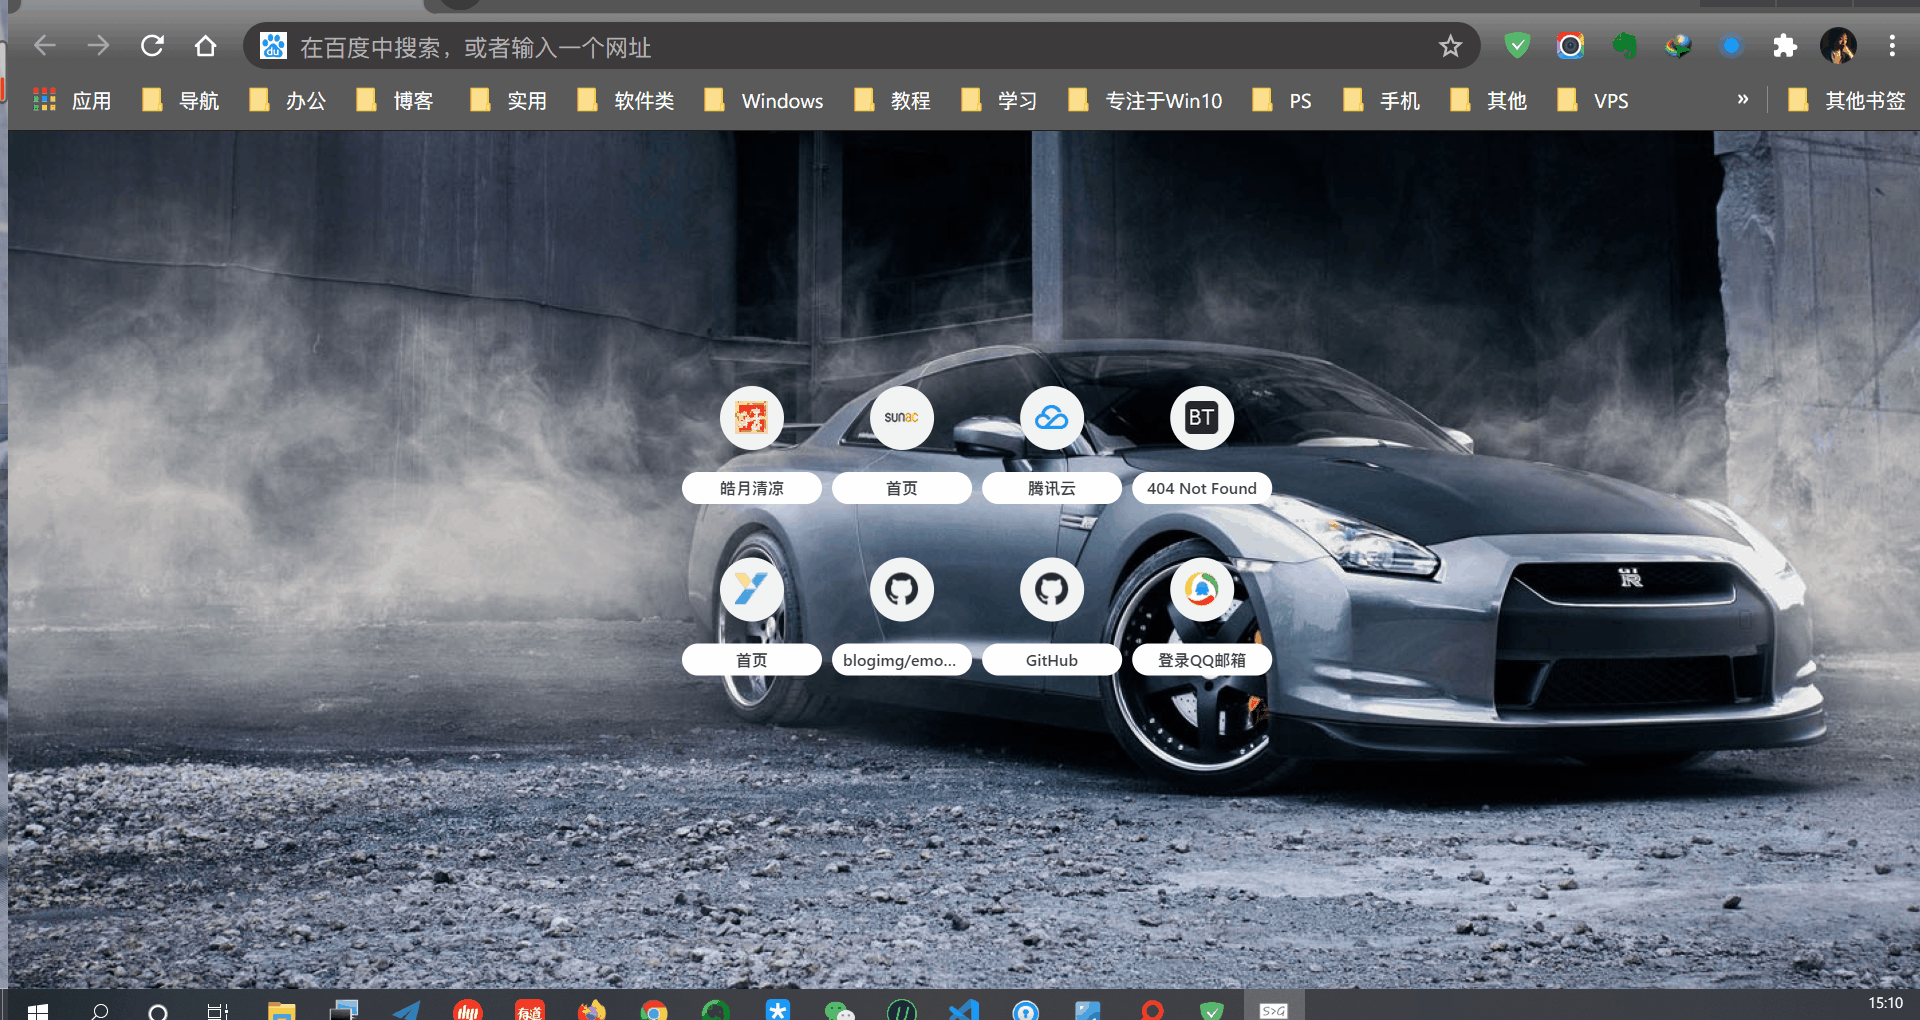 du 在百度中搜索，或者输入一个网址
应用 导航 办公 博客 实用 软件类 Windows 教程 学习 专注于Win10 PS 手机 其他 VPS » 其他书签
sunac BT
皓月清凉 首页 腾讯云 404 Not Found
GTR
首页 blogimg/emo... GitHub 登录QQ邮箱
有道 S>G 15:10